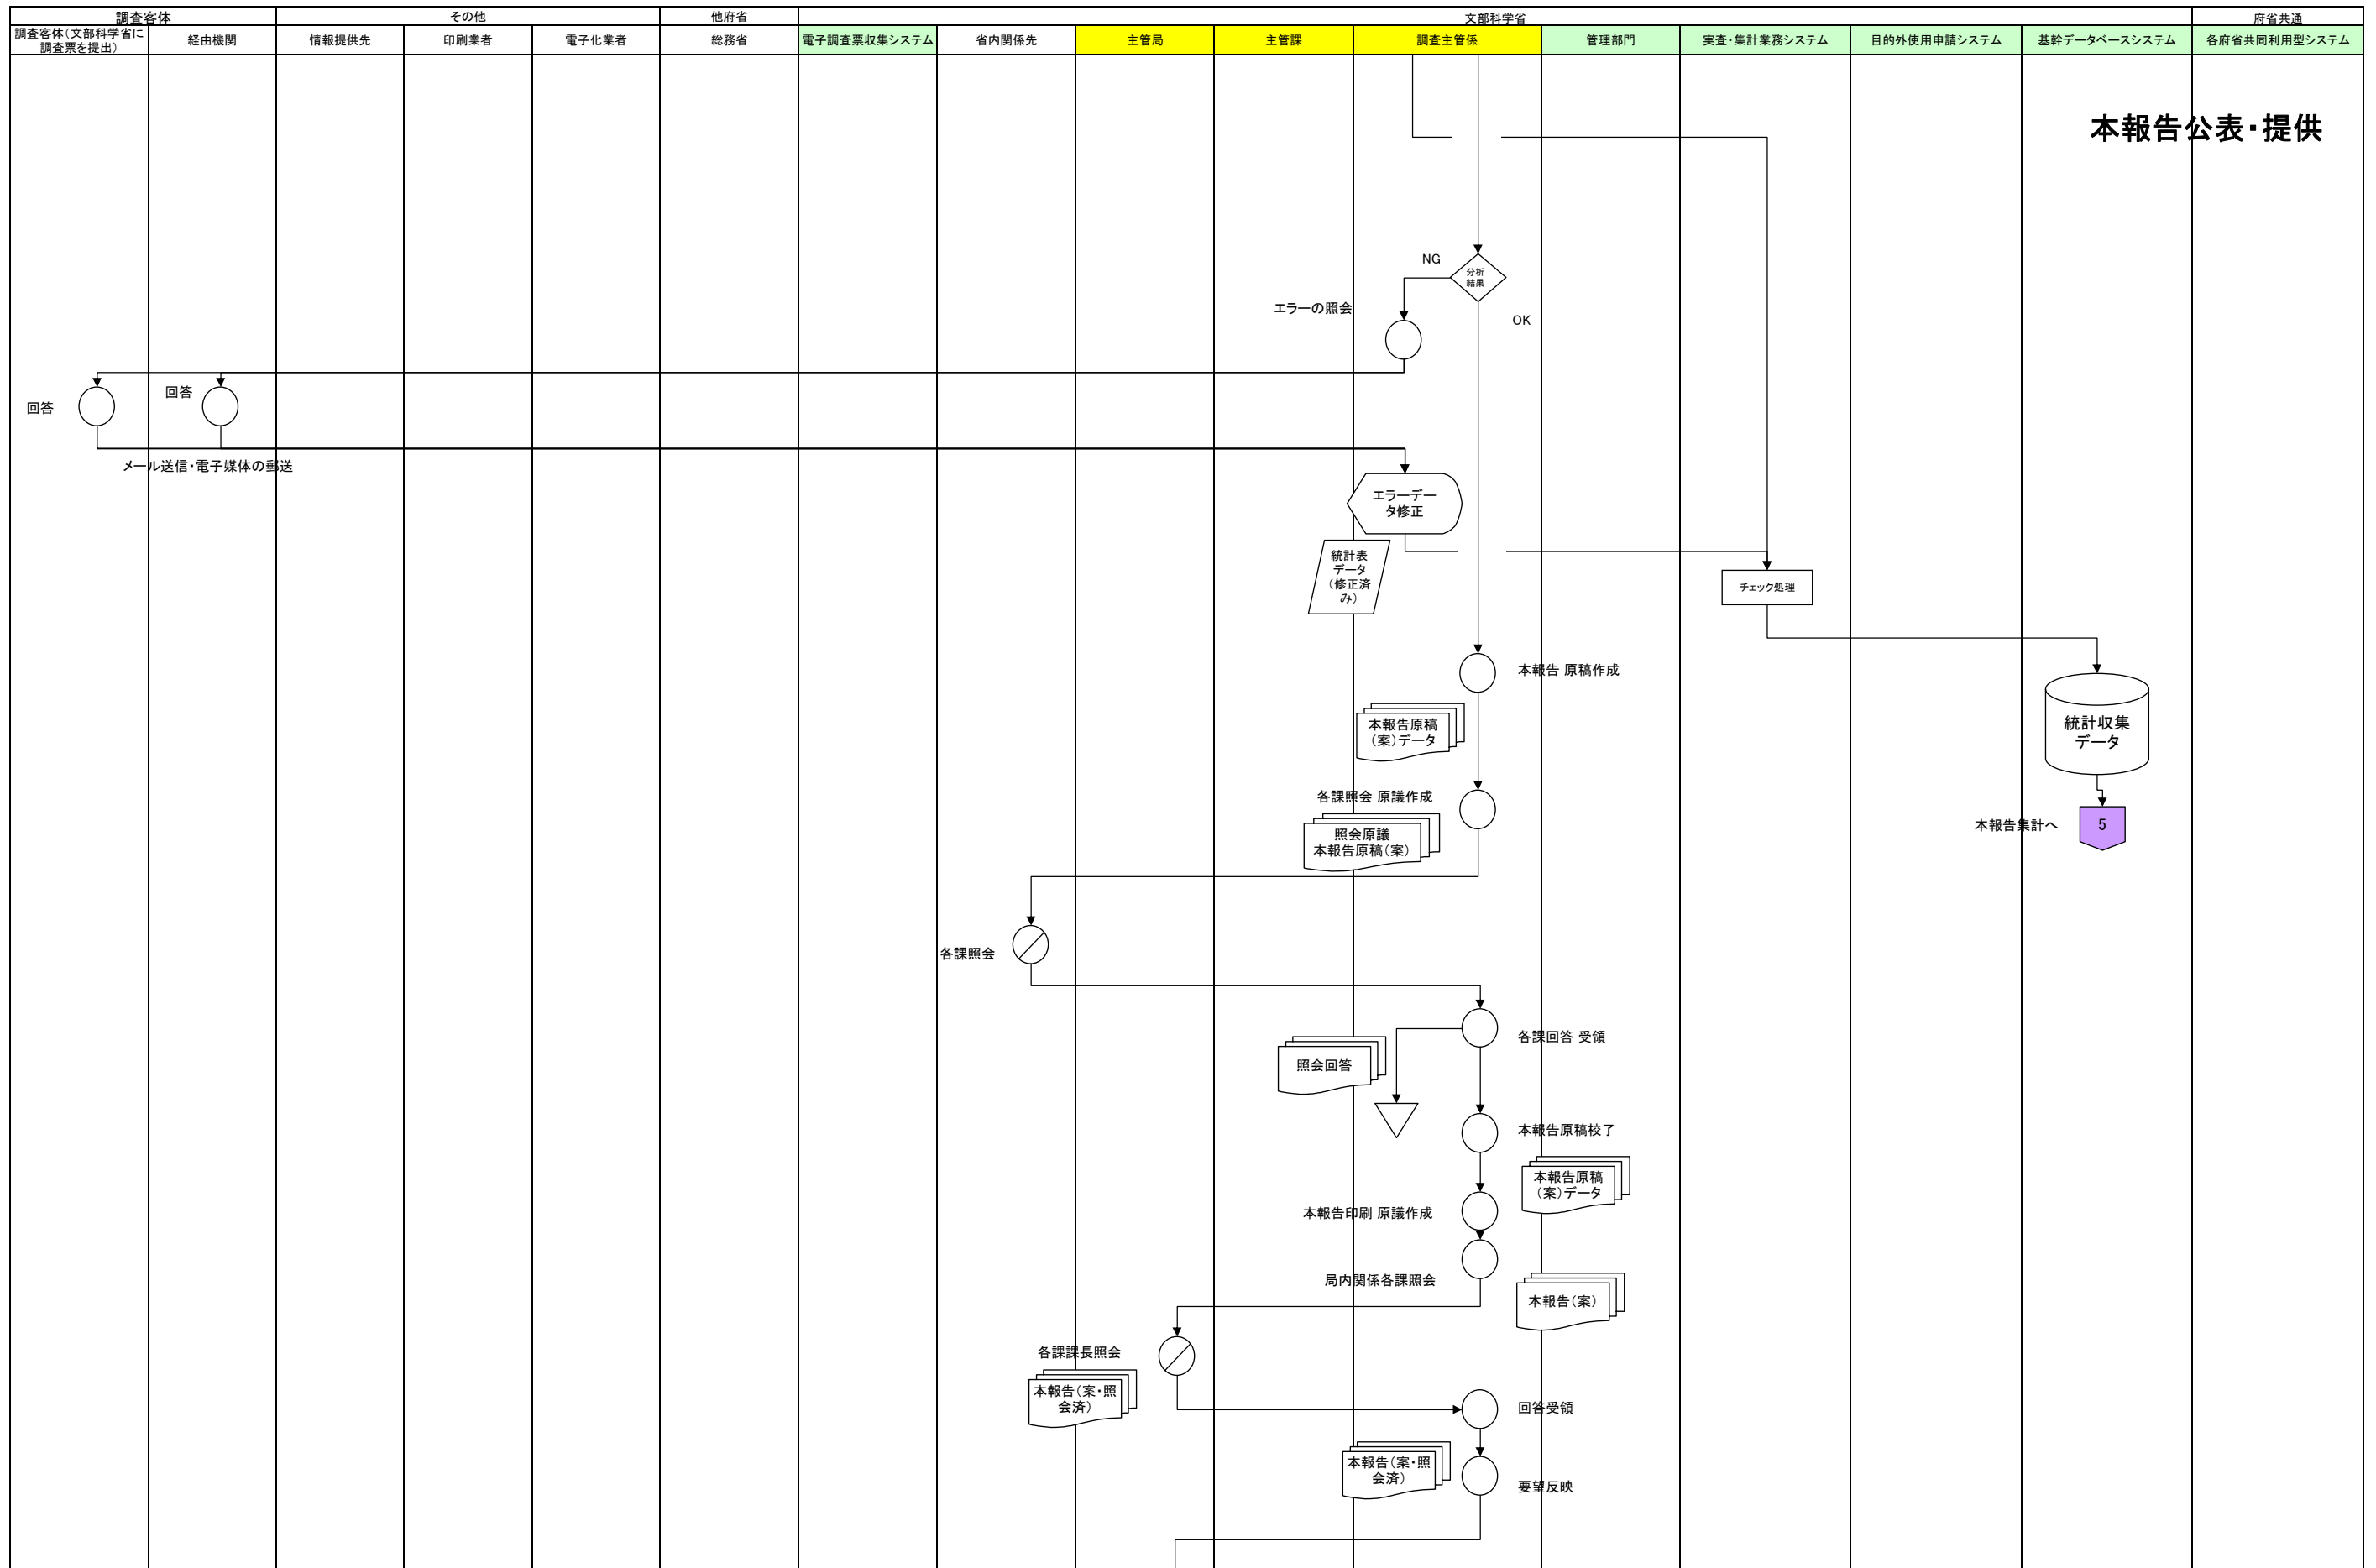 調査客体
その他
他府省
文部科学省
府省共通
調査客体（文部科学省に
調査票を提出）
経由機関
情報提供先
印刷業者
電子化業者
総務省
電子調査票収集システム
省内関係先
主管局
主管課
調査主管係
管理部門
実査・集計業務システム
目的外使用申請システム
基幹データベースシステム
各府省共同利用型システム
本報告公表・提供
NG
分析
結果
エラーの照会
OK
回答
回答
メール送信・電子媒体の郵送
エラーデー
タ修正
統計表
データ
（修正済
み）
チェック処理
本報告 原稿作成
本報告原稿
（案）データ
統計収集
データ
各課照会 原議作成
照会原議
本報告原稿（案）
本報告集計へ
5
各課照会
各課回答 受領
照会回答
本報告原稿校了
本報告原稿
（案）データ
本報告印刷 原議作成
局内関係各課照会
本報告（案）
各課課長照会
本報告（案・照
会済）
回答受領
本報告（案・照
会済）
要望反映